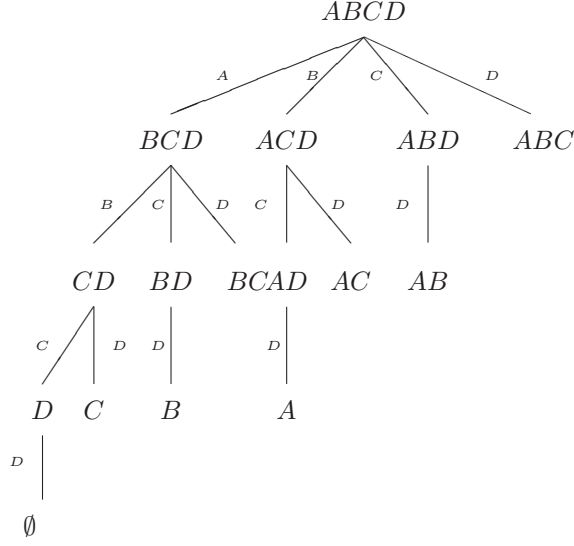 ABCD
A B C D
BCD ACD ABD ABC
B C D C D D
CD BD BCAD AC AB
C D D D
D C B A
D
∅